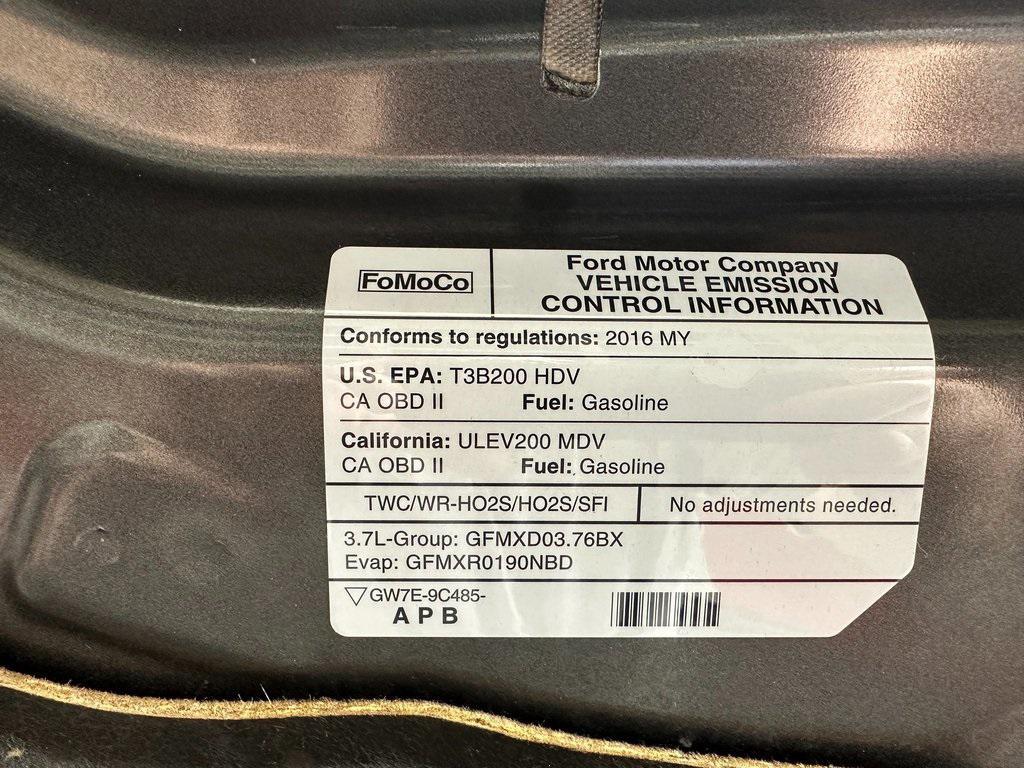 FoMoCo
Ford Motor Company
VEHICLE EMISSION
CONTROL INFORMATION
Conforms to regulations: 2016 MY
U.S. EPA: T3B200 HDV
CA OBD II Fuel: Gasoline
California: ULEV200 MDV
CA OBD II Fuel: Gasoline
TWC/WR-HO2S/HO2S/SFI No adjustments needed.
3.7L-Group: GFMXD03.76BX
Evap: GFMXR0190NBD
GW7E-9C485-
A P B